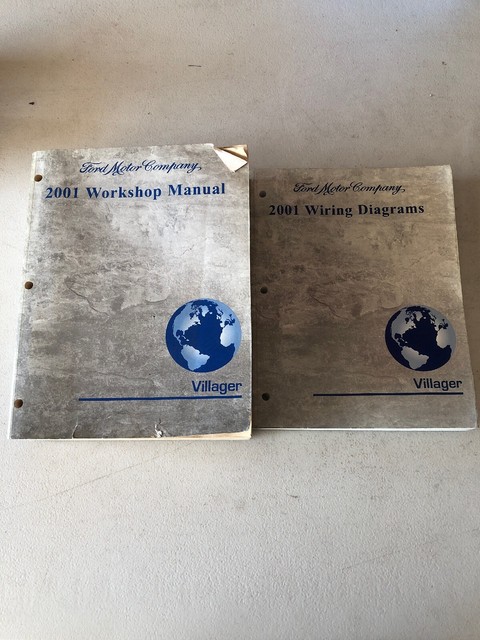 Ford Motor Company,
2001 Workshop Manual
Villager
Ford Motor Company,
2001 Wiring Diagrams
Villager